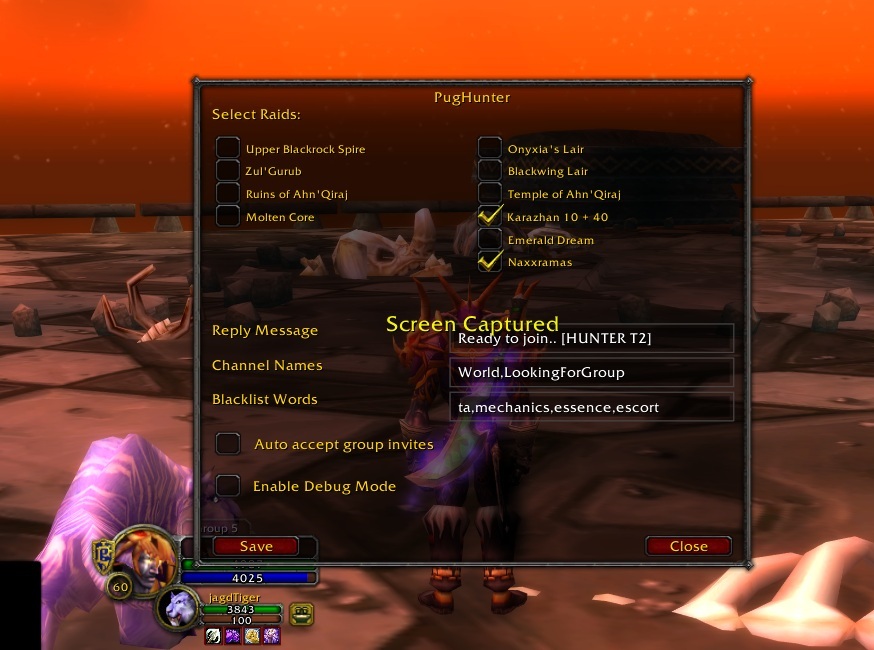 PugHunter
Select Raids:
Upper Blackrock Spire
Onyxia's Lair
Zul'Gurub
Blackwing Lair
Ruins of Ahn'Qiraj
Temple of Ahn'Qiraj
Molten Core
Karazhan 10 + 40
Emerald Dream
Naxxramas
Screen Captured
Reply Message
Ready to join.. [HUNTER T2]
Channel Names
World,LookingForGroup
Blacklist Words
ta,mechanics,essence,escort
Auto accept group invites
Enable Debug Mode
Save
Close
4025
60
jagdTiger
3843
100